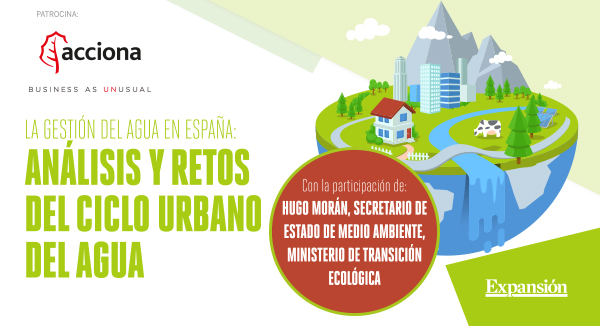 PATROCINA:
acciona
BUSINESS AS UNUSUAL
LA GESTIÓN DEL AGUA EN ESPAÑA:
ANÁLISIS Y RETOS
DEL CICLO URBANO
DEL AGUA
Con la participación de:
HUGO MORÁN, SECRETARIO DE
ESTADO DE MEDIO AMBIENTE,
MINISTERIO DE TRANSICIÓN
ECOLÓGICA
Expansión